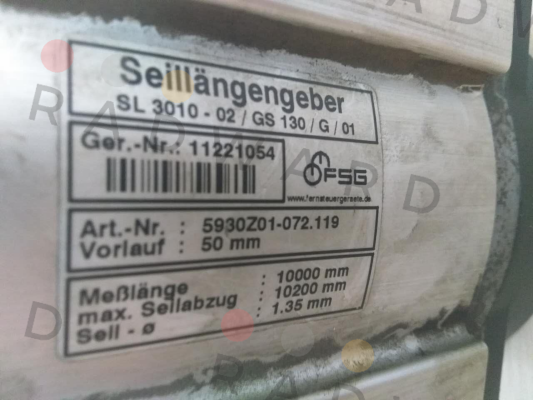 Seillängengeber
SL 3010 - 02 / GS 130 / G / 01
Ger.-Nr.: 11221054
FSG
www.fernsteuergeraete.de
Art.-Nr. : 5930Z01-072.119
Vorlauf : 50 mm
Meßlänge : 10000 mm
max. Seilabzug : 10200 mm
Seil - ø : 1.35 mm